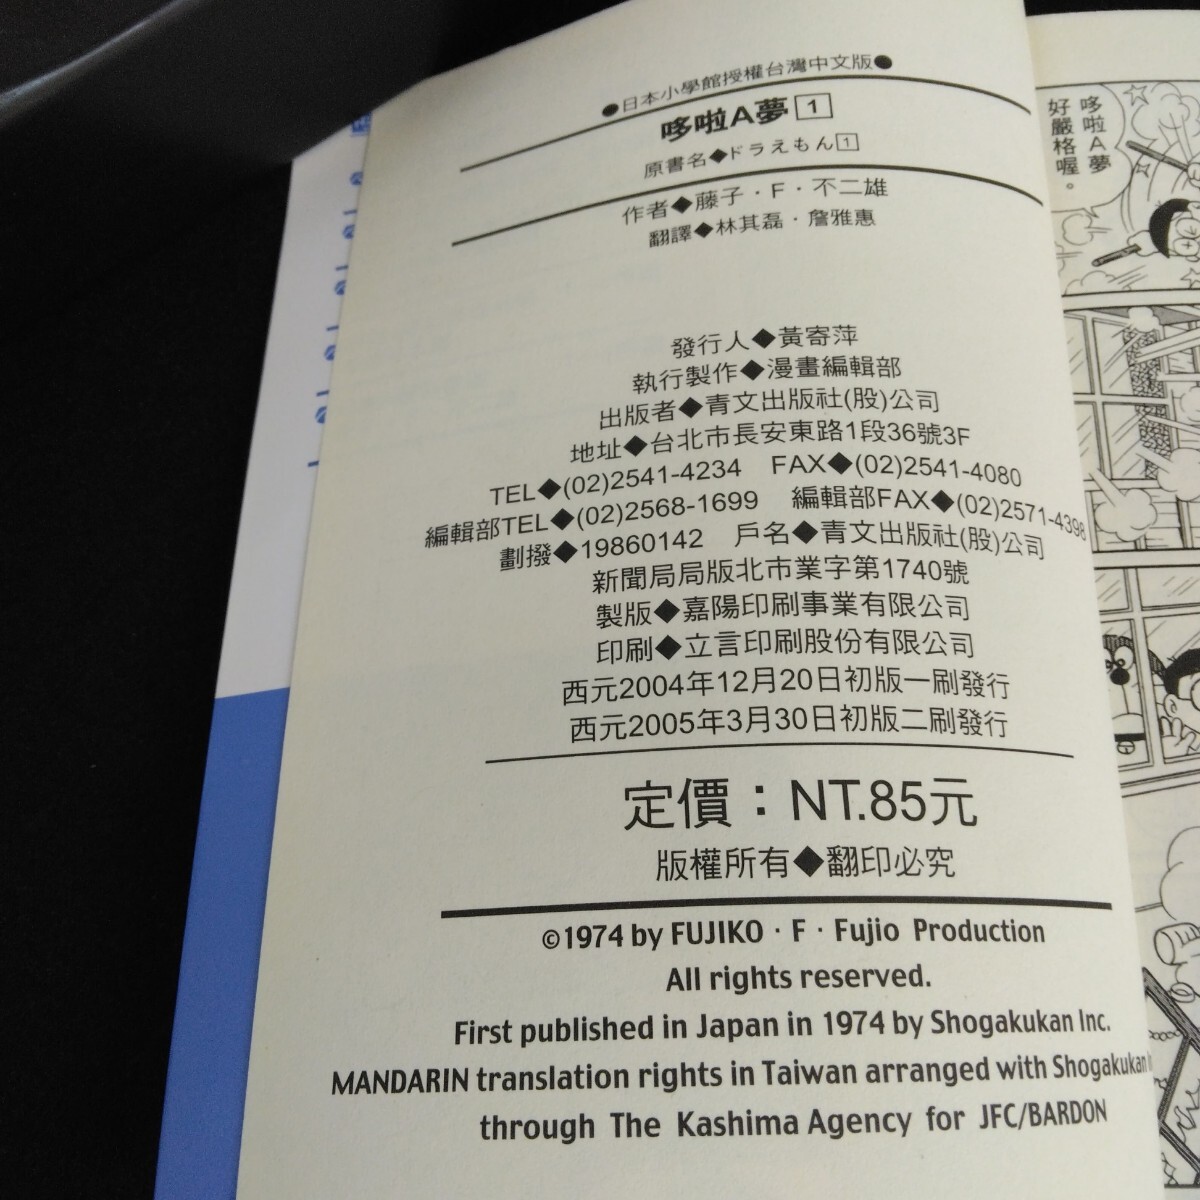 ●日本小學館授權台灣中文版●
哆啦A夢1
原書名◆ドラえもん1
作者◆藤子・F・不二雄
翻譯◆林其磊・詹雅惠
發行人◆黃寄萍
執行製作◆漫畫編輯部
出版者◆青文出版社(股)公司
地址◆台北市長安東路1段36號3F
TEL◆(02)2541-4234 FAX◆(02)2541-4080
編輯部TEL◆(02)2568-1699 編輯部FAX◆(02)2571-4398
劃撥◆19860142 戶名◆青文出版社(股)公司
新聞局局版北市業字第1740號
製版◆嘉陽印刷事業有限公司
印刷◆立言印刷股份有限公司
西元2004年12月20日初版一刷發行
西元2005年3月30日初版二刷發行
定價：NT.85元
版權所有◆翻印必究
©1974 by FUJIKO・F・Fujio Production
All rights reserved.
First published in Japan in 1974 by Shogakukan Inc.
MANDARIN translation rights in Taiwan arranged with Shogakukan
through The Kashima Agency for JFC/BARDON
哆啦A夢
好嚴格喔。